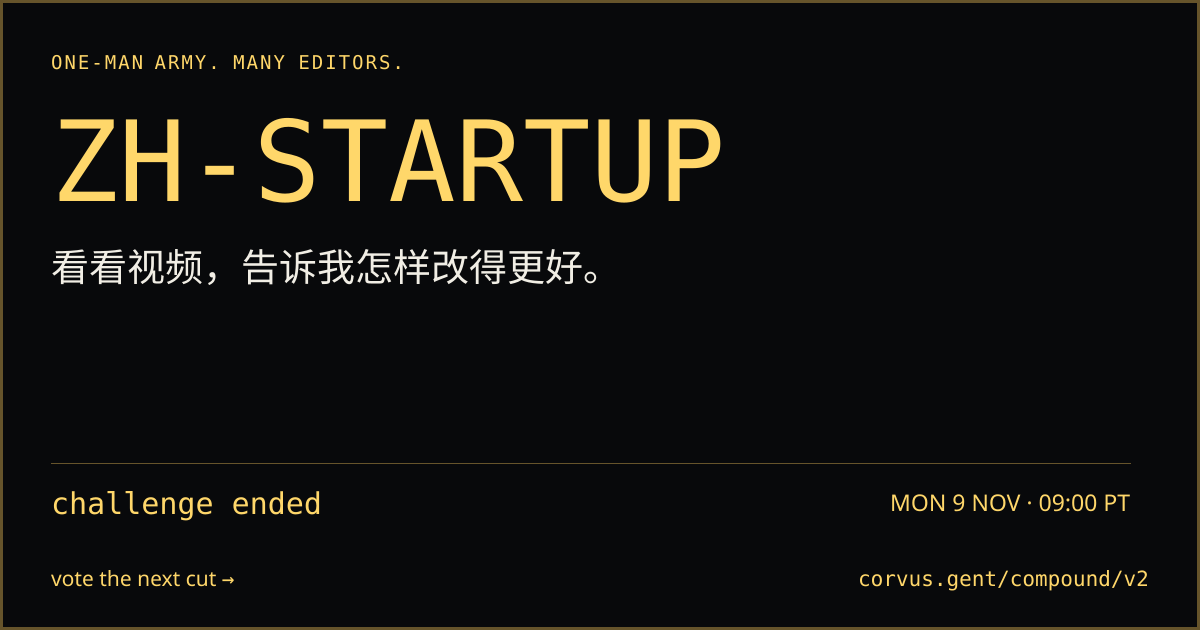 ONE-MAN ARMY. MANY EDITORS.
ZH-STARTUP
看看视频，告诉我怎样改得更好。
challenge ended
MON 9 NOV · 09:00 PT
vote the next cut →
corvus.gent/compound/v2